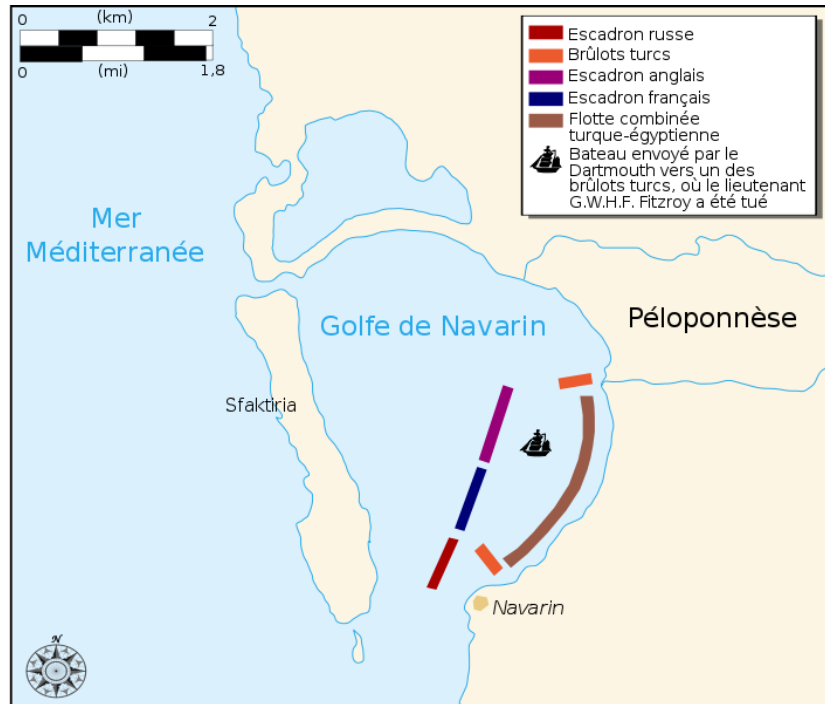 0 (km) 2
0 (mi) 1,8
Escadron russe
Brûlots turcs
Escadron anglais
Escadron français
Flotte combinée
turque-égyptienne
Bateau envoyé par le
Dartmouth vers un des
brûlots turcs, où le lieutenant
G.W.H.F. Fitzroy a été tué
Mer
Méditerranée
Golfe de Navarin
Péloponnèse
Sfaktiria
Navarin
N